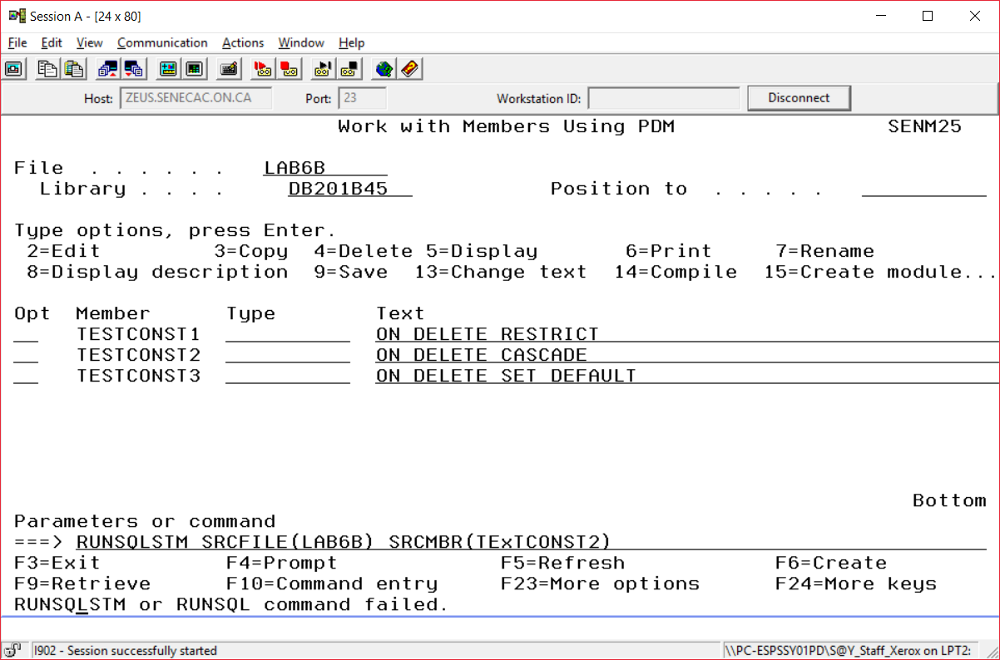 Session A - [24 x 80]
File Edit View Communication Actions Window Help
Host: ZEUS.SENECAC.ON.CA Port: 23 Workstation ID: Disconnect
Work with Members Using PDM SENM25
File . . . . . . LAB6B
Library . . . . DB201B45 Position to . . . . .
Type options, press Enter.
2=Edit 3=Copy 4=Delete 5=Display 6=Print 7=Rename
8=Display description 9=Save 13=Change text 14=Compile 15=Create module...
Opt Member Type Text
TESTCONST1 ON DELETE RESTRICT
TESTCONST2 ON DELETE CASCADE
TESTCONST3 ON DELETE SET DEFAULT
Bottom
Parameters or command
===> RUNSQLSTM SRCFILE(LAB6B) SRCMBR(TExTCONST2)
F3=Exit F4=Prompt F5=Refresh F6=Create
F9=Retrieve F10=Command entry F23=More options F24=More keys
RUNSQLSTM or RUNSQL command failed.
I902 - Session successfully started \\PC-ESPSSY01PD\S@Y_Staff_Xerox on LPT2: